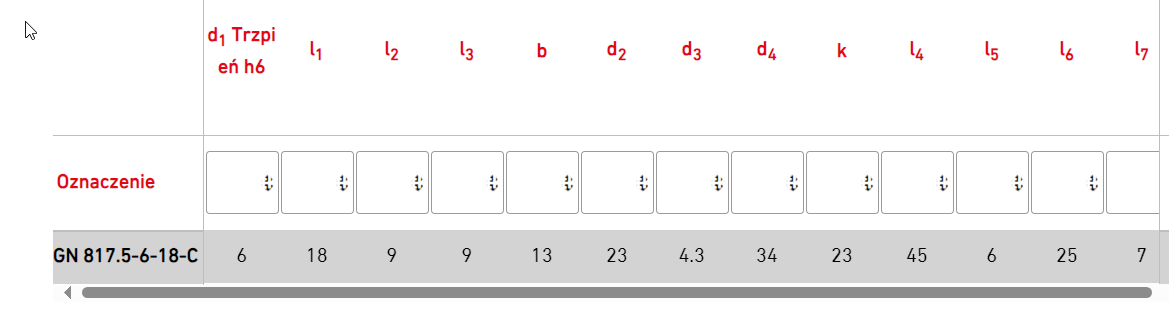 d₁ Trzpi
eń h6 l₁ l₂ l₃ b d₂ d₃ d₄ k l₄ l₅ l₆ l₇
Oznaczenie
GN 817.5-6-18-C 6 18 9 9 13 23 4.3 34 23 45 6 25 7